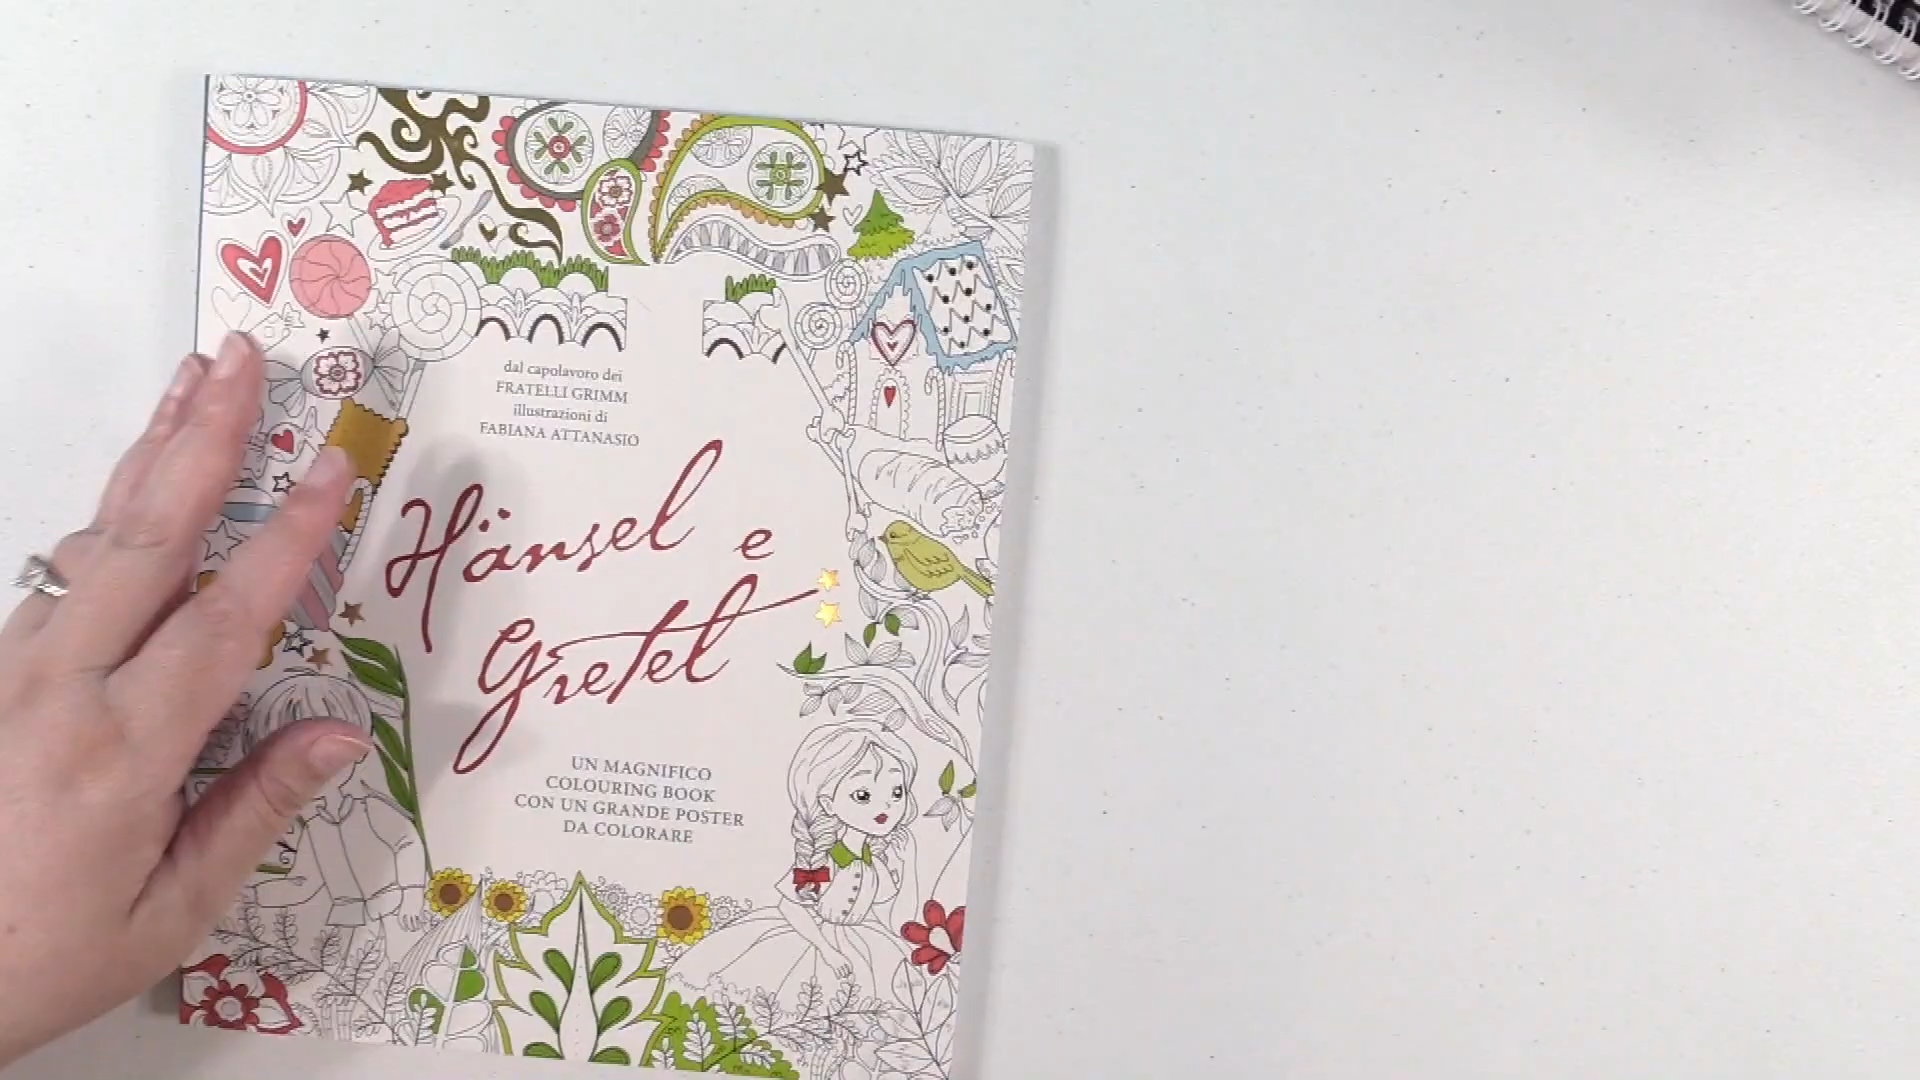 dal capolavoro dei
FRATELLI GRIMM
illustrazioni di
FABIANA ATTANASIO
Hänsel e
Gretel
UN MAGNIFICO
COLOURING BOOK
CON UN GRANDE POSTER
DA COLORARE